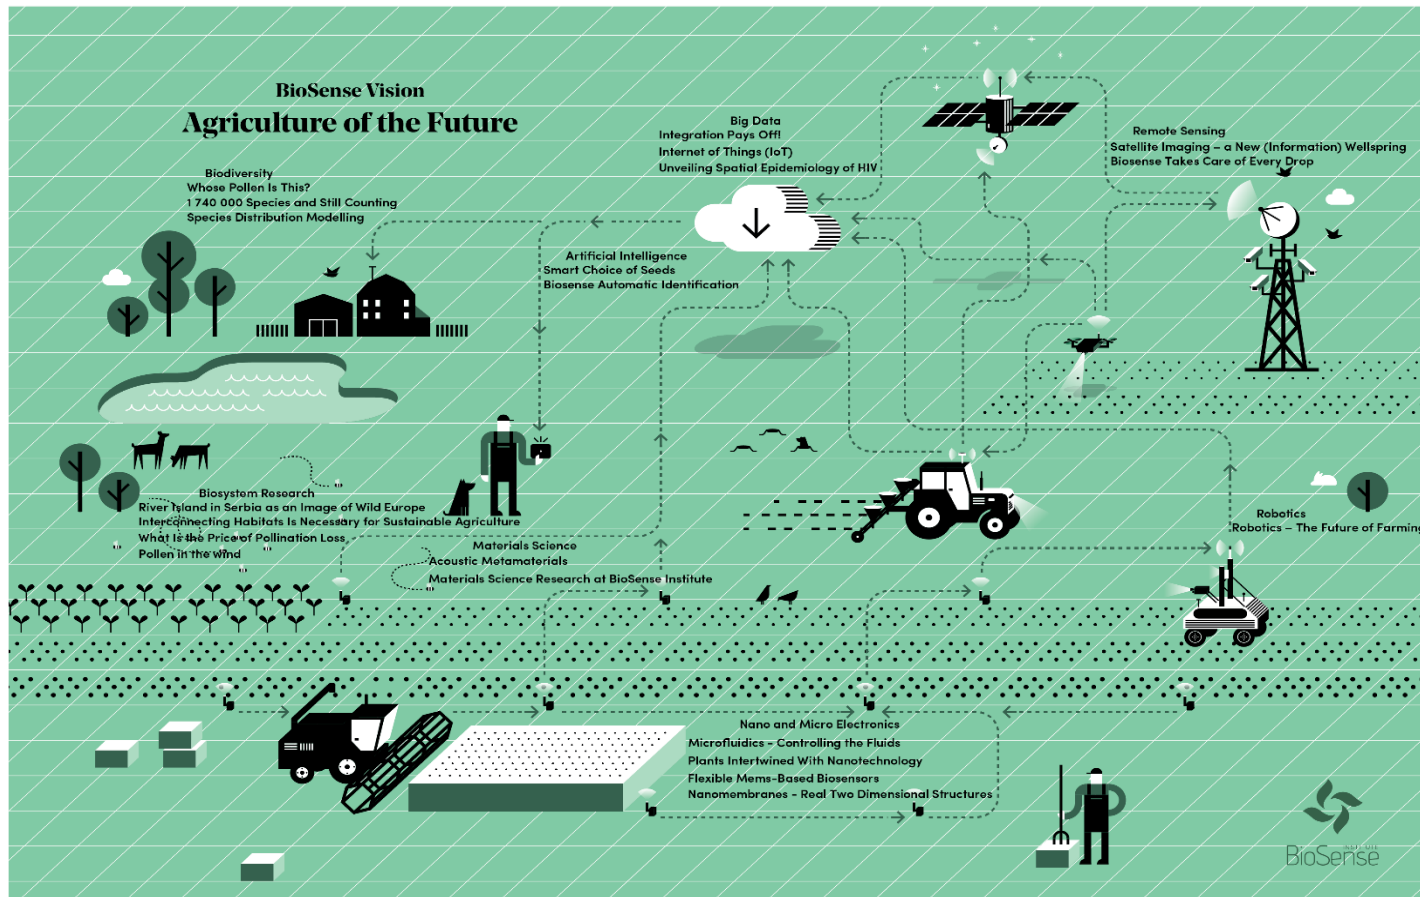 BioSense Vision
Agriculture of the Future
Biodiversity
Whose Pollen Is This?
1 740 000 Species and Still Counting
Species Distribution Modelling
Big Data
Integration Pays Off!
Internet of Things (IoT)
Unveiling Spatial Epidemiology of HIV
Remote Sensing
Satellite Imaging – a New (Information) Wellspring
Biosense Takes Care of Every Drop
Artificial Intelligence
Smart Choice of Seeds
Biosense Automatic Identification
Biosystem Research
River Island in Serbia as an Image of Wild Europe
Interconnecting Habitats Is Necessary for Sustainable Agriculture
What Is the Price of Pollination Loss
Pollen in the wind
Materials Science
Acoustic Metamaterials
Materials Science Research at BioSense Institute
Robotics
Robotics – The Future of Farming
Nano and Micro Electronics
Microfluidics – Controlling the Fluids
Plants Intertwined With Nanotechnology
Flexible Mems-Based Biosensors
Nanomembranes - Real Two Dimensional Structures
BioSense